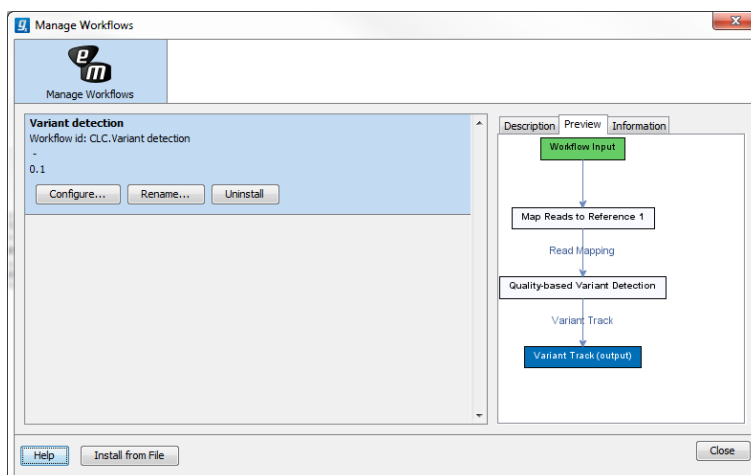 Manage Workflows
Manage Workflows
Variant detection
Workflow id: CLC.Variant detection
-
0.1
Configure... Rename... Uninstall
Description Preview Information
Workflow Input
Map Reads to Reference 1
Read Mapping
Quality-based Variant Detection
Variant Track
Variant Track (output)
Help Install from File Close